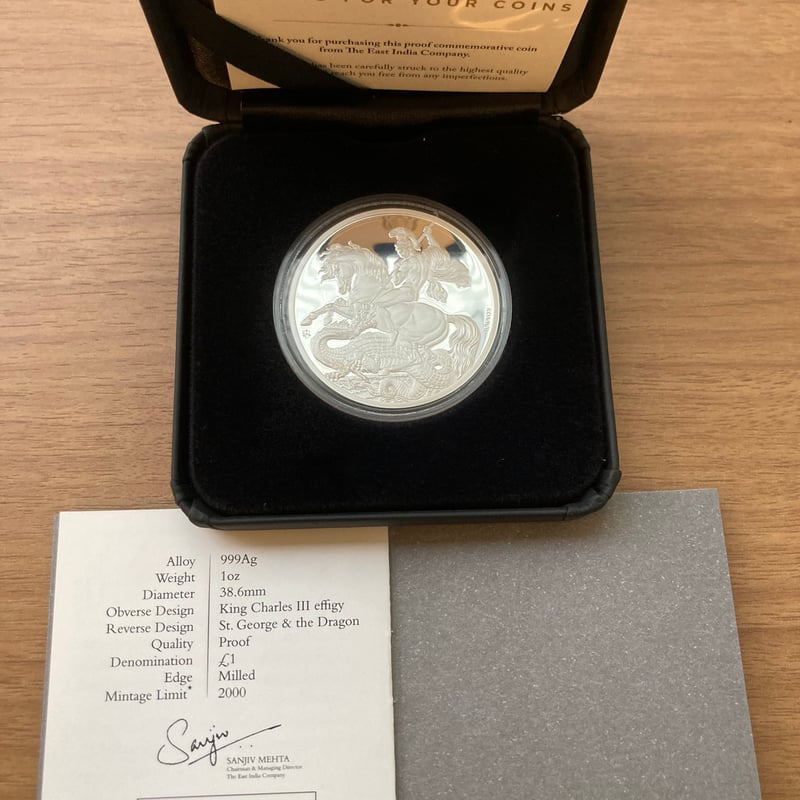 FOR YOUR COINS
thank you for purchasing this proof commemorative coin
from The East India Company.
has been carefully struck to the highest quality
reach you free from any imperfections.
Alloy 999Ag
Weight 1oz
Diameter 38.6mm
Obverse Design King Charles III effigy
Reverse Design St. George & the Dragon
Quality Proof
Denomination £1
Edge Milled
Mintage Limit* 2000
Sanjiv
SANJIV MEHTA
Chairman & Managing Director
The East India Company